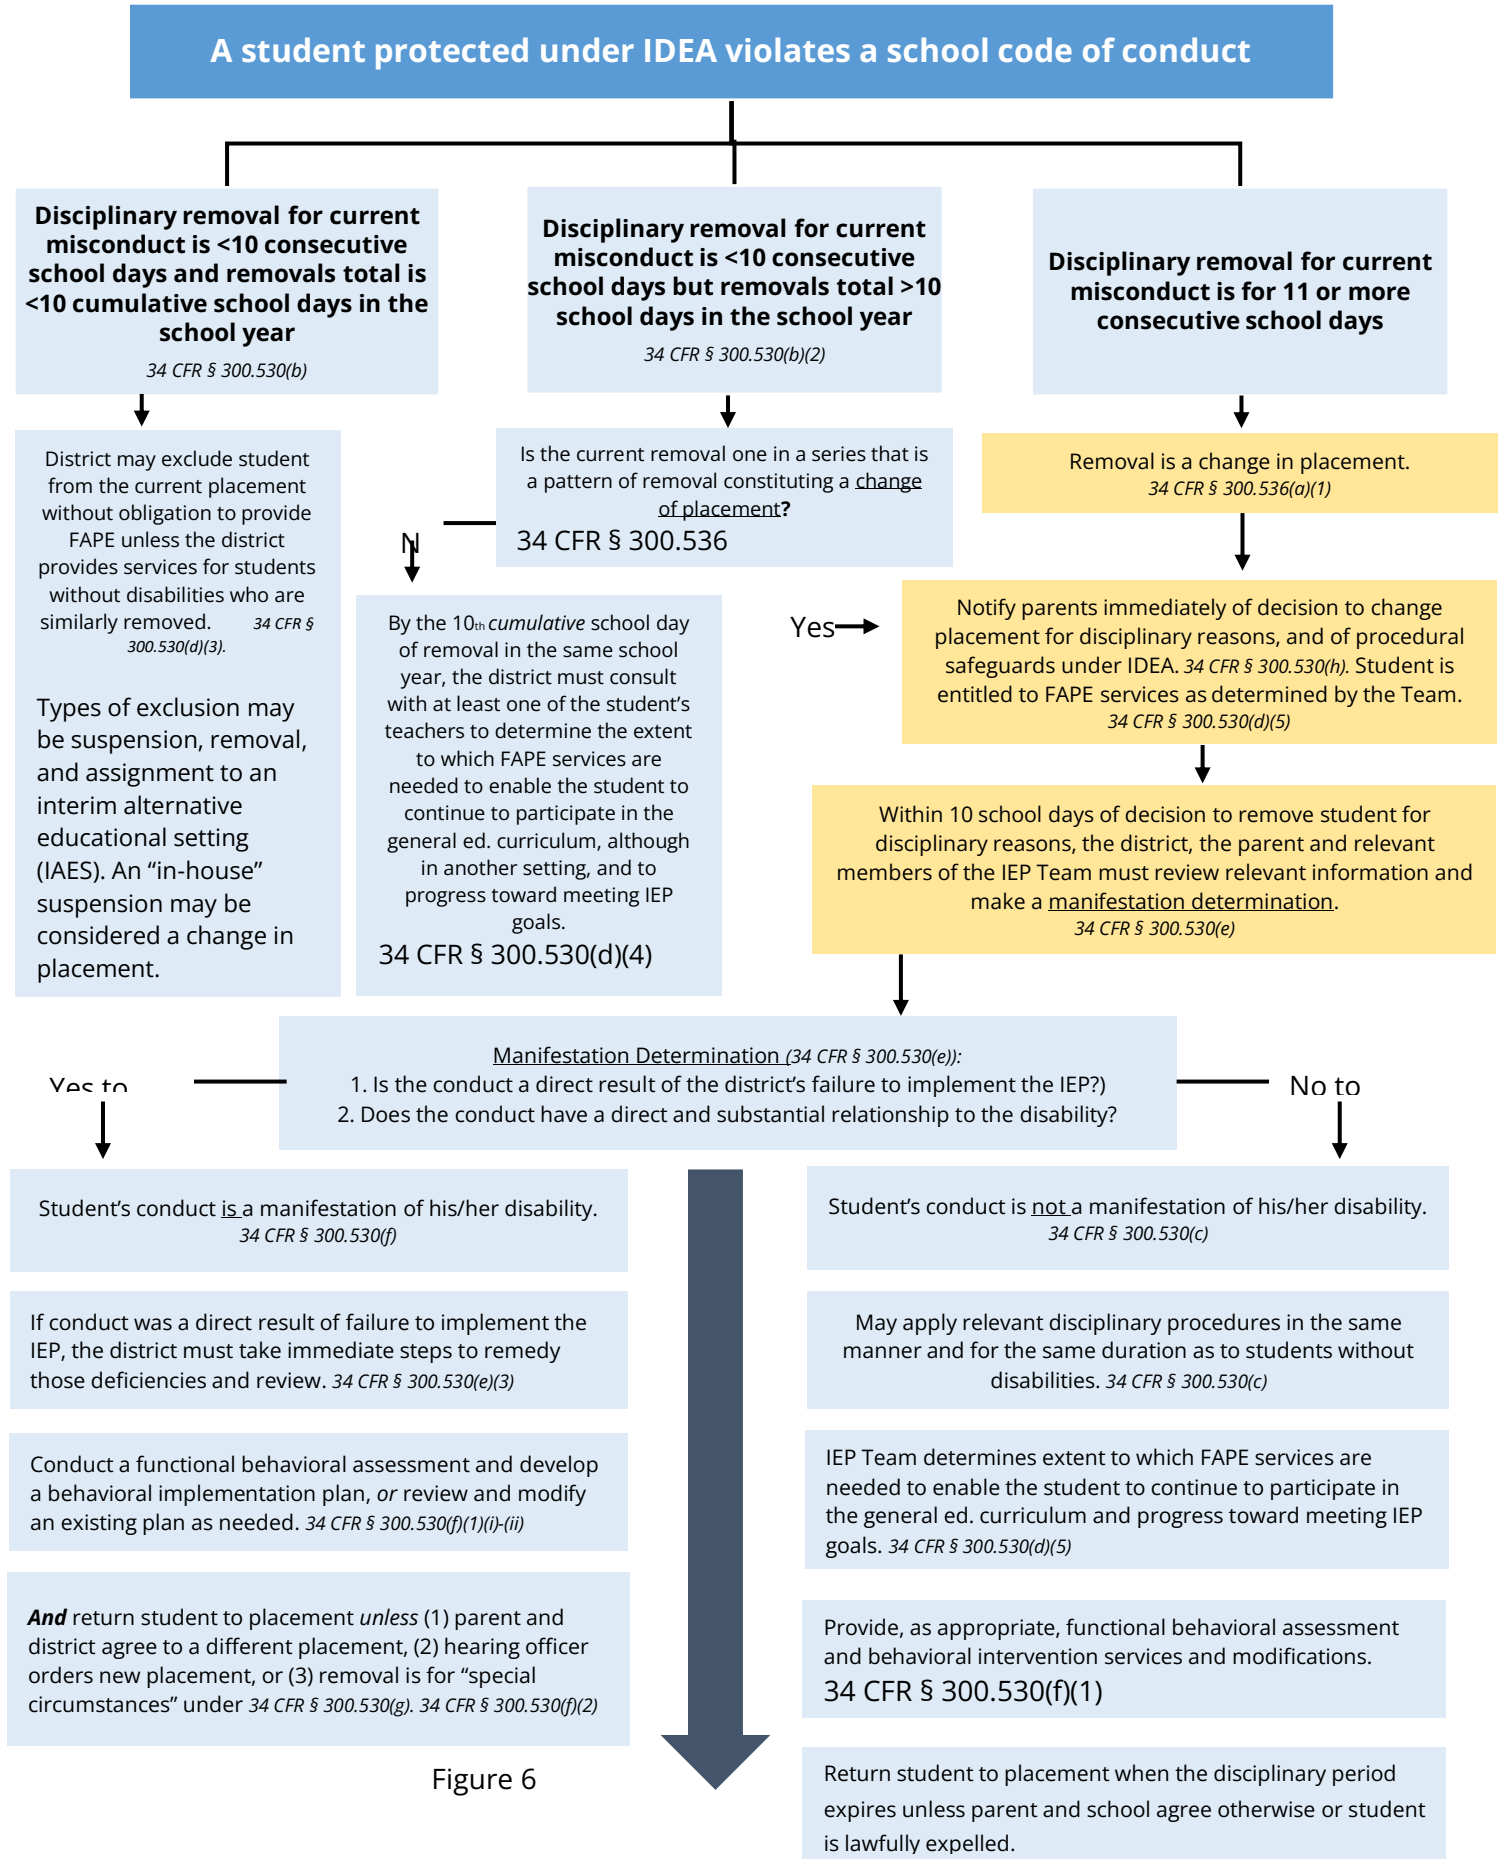 A student protected under IDEA violates a school code of conduct
Disciplinary removal for current
misconduct is <10 consecutive
school days and removals total is
<10 cumulative school days in the
school year
34 CFR § 300.530(b)
Disciplinary removal for current
misconduct is <10 consecutive
school days but removals total >10
school days in the school year
34 CFR § 300.530(b)(2)
Disciplinary removal for current
misconduct is for 11 or more
consecutive school days
District may exclude student
from the current placement
without obligation to provide
FAPE unless the district
provides services for students
without disabilities who are
similarly removed. 34 CFR §
300.530(d)(3).
Types of exclusion may
be suspension, removal,
and assignment to an
interim alternative
educational setting
(IAES). An “in-house”
suspension may be
considered a change in
placement.
Is the current removal one in a series that is
a pattern of removal constituting a change
of placement?
34 CFR § 300.536
N
By the 10th cumulative school day
of removal in the same school
year, the district must consult
with at least one of the student’s
teachers to determine the extent
to which FAPE services are
needed to enable the student to
continue to participate in the
general ed. curriculum, although
in another setting, and to
progress toward meeting IEP
goals.
34 CFR § 300.530(d)(4)
Removal is a change in placement.
34 CFR § 300.536(a)(1)
Yes
Notify parents immediately of decision to change
placement for disciplinary reasons, and of procedural
safeguards under IDEA. 34 CFR § 300.530(h). Student is
entitled to FAPE services as determined by the Team.
34 CFR § 300.530(d)(5)
Within 10 school days of decision to remove student for
disciplinary reasons, the district, the parent and relevant
members of the IEP Team must review relevant information and
make a manifestation determination.
34 CFR § 300.530(e)
Manifestation Determination (34 CFR § 300.530(e)):
1. Is the conduct a direct result of the district’s failure to implement the IEP?)
2. Does the conduct have a direct and substantial relationship to the disability?
Yes to
No to
Student’s conduct is a manifestation of his/her disability.
34 CFR § 300.530(f)
If conduct was a direct result of failure to implement the
IEP, the district must take immediate steps to remedy
those deficiencies and review. 34 CFR § 300.530(e)(3)
Conduct a functional behavioral assessment and develop
a behavioral implementation plan, or review and modify
an existing plan as needed. 34 CFR § 300.530(f)(1)(i)-(ii)
And return student to placement unless (1) parent and
district agree to a different placement, (2) hearing officer
orders new placement, or (3) removal is for “special
circumstances” under 34 CFR § 300.530(g). 34 CFR § 300.530(f)(2)
Student’s conduct is not a manifestation of his/her disability.
34 CFR § 300.530(c)
May apply relevant disciplinary procedures in the same
manner and for the same duration as to students without
disabilities. 34 CFR § 300.530(c)
IEP Team determines extent to which FAPE services are
needed to enable the student to continue to participate in
the general ed. curriculum and progress toward meeting IEP
goals. 34 CFR § 300.530(d)(5)
Provide, as appropriate, functional behavioral assessment
and behavioral intervention services and modifications.
34 CFR § 300.530(f)(1)
Return student to placement when the disciplinary period
expires unless parent and school agree otherwise or student
is lawfully expelled.
Figure 6